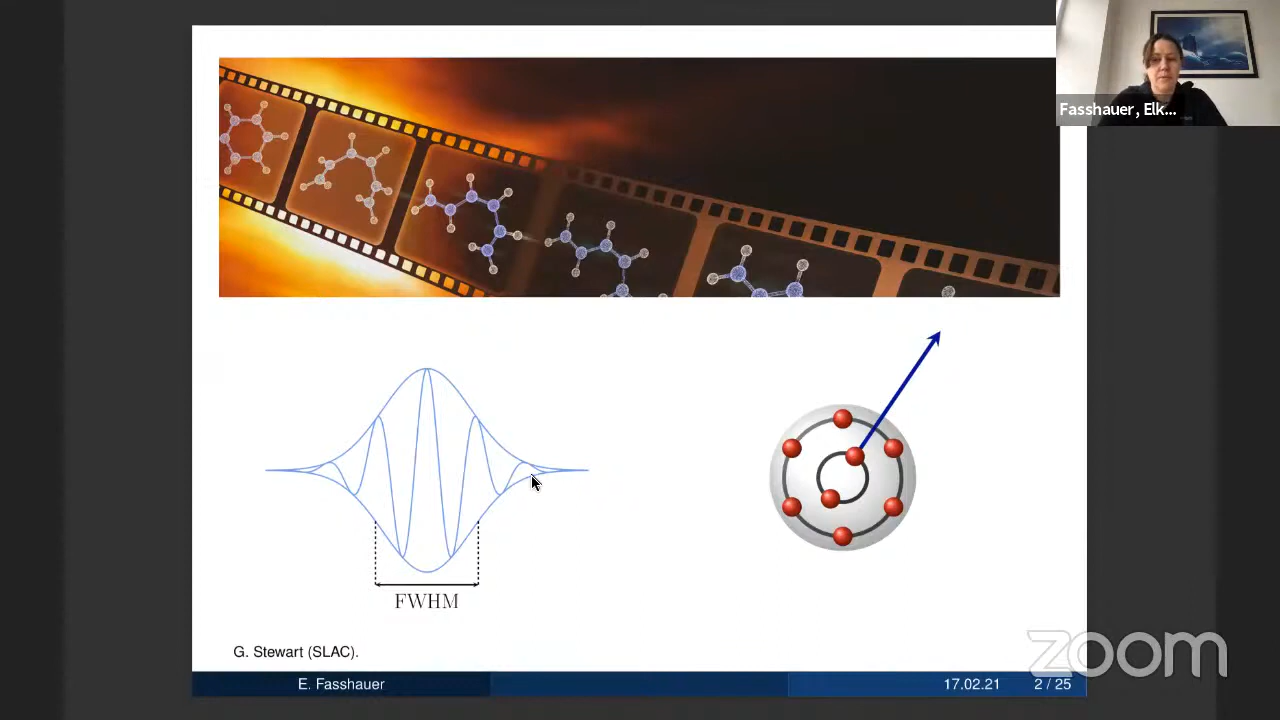 Fasshauer, Elk...
FWHM
G. Stewart (SLAC).
E. Fasshauer
17.02.21
2 / 25
zoom